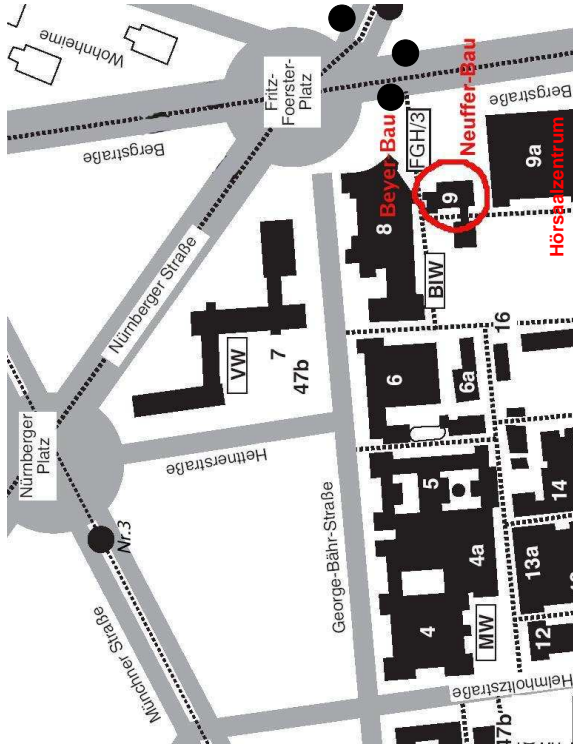 Wohnheime
Fritz-
Foerster-
Platz
Bergstraße
Bergstraße
Nürnberger Straße
Nürnberger
Platz
Nr.3
Münchner Straße
Hettnerstraße
George-Bähr-Straße
Helmholtzstraße
VW
7
47b
8
Beyer-Bau
FGH/3
Neuffer-Bau
9
9a
Hörsaalzentrum
BIW
16
6
6a
5
4a
4
MW
14
13a
12
47b